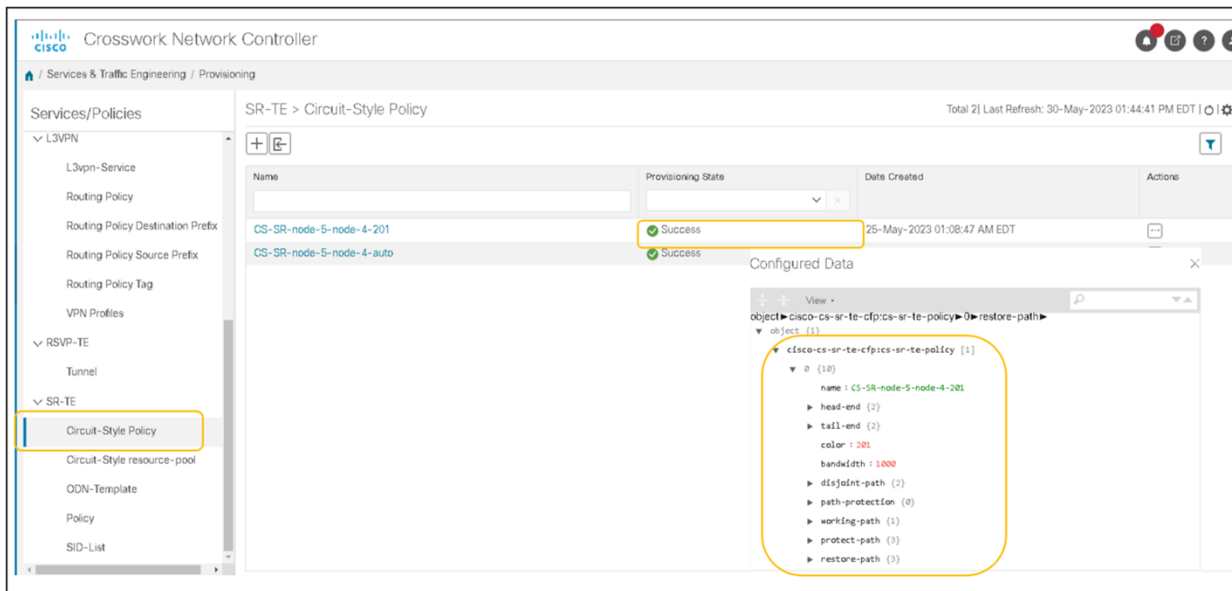 cisco Crosswork Network Controller
/ Services & Traffic Engineering / Provisioning
Services/Policies
L3VPN
L3vpn-Service
Routing Policy
Routing Policy Destination Prefix
Routing Policy Source Prefix
Routing Policy Tag
VPN Profiles
RSVP-TE
Tunnel
SR-TE
Circuit-Style Policy
Circuit-Style resource-pool
ODN-Template
Policy
SID-List
SR-TE > Circuit-Style Policy
Total 2| Last Refresh: 30-May-2023 01:44:41 PM EDT |
Name Provisioning State Date Created Actions
CS-SR-node-5-node-4-201 Success 25-May-2023 01:08:47 AM EDT
CS-SR-node-5-node-4-auto Success
Configured Data
View
object►cisco-cs-sr-te-cfp:cs-sr-te-policy►0►restore-path►
object {1}
cisco-cs-sr-te-cfp:cs-sr-te-policy [1]
0 {10}
name : CS-SR-node-5-node-4-201
head-end {2}
tail-end {2}
color : 201
bandwidth : 1000
disjoint-path {2}
path-protection {0}
working-path {1}
protect-path {3}
restore-path {3}